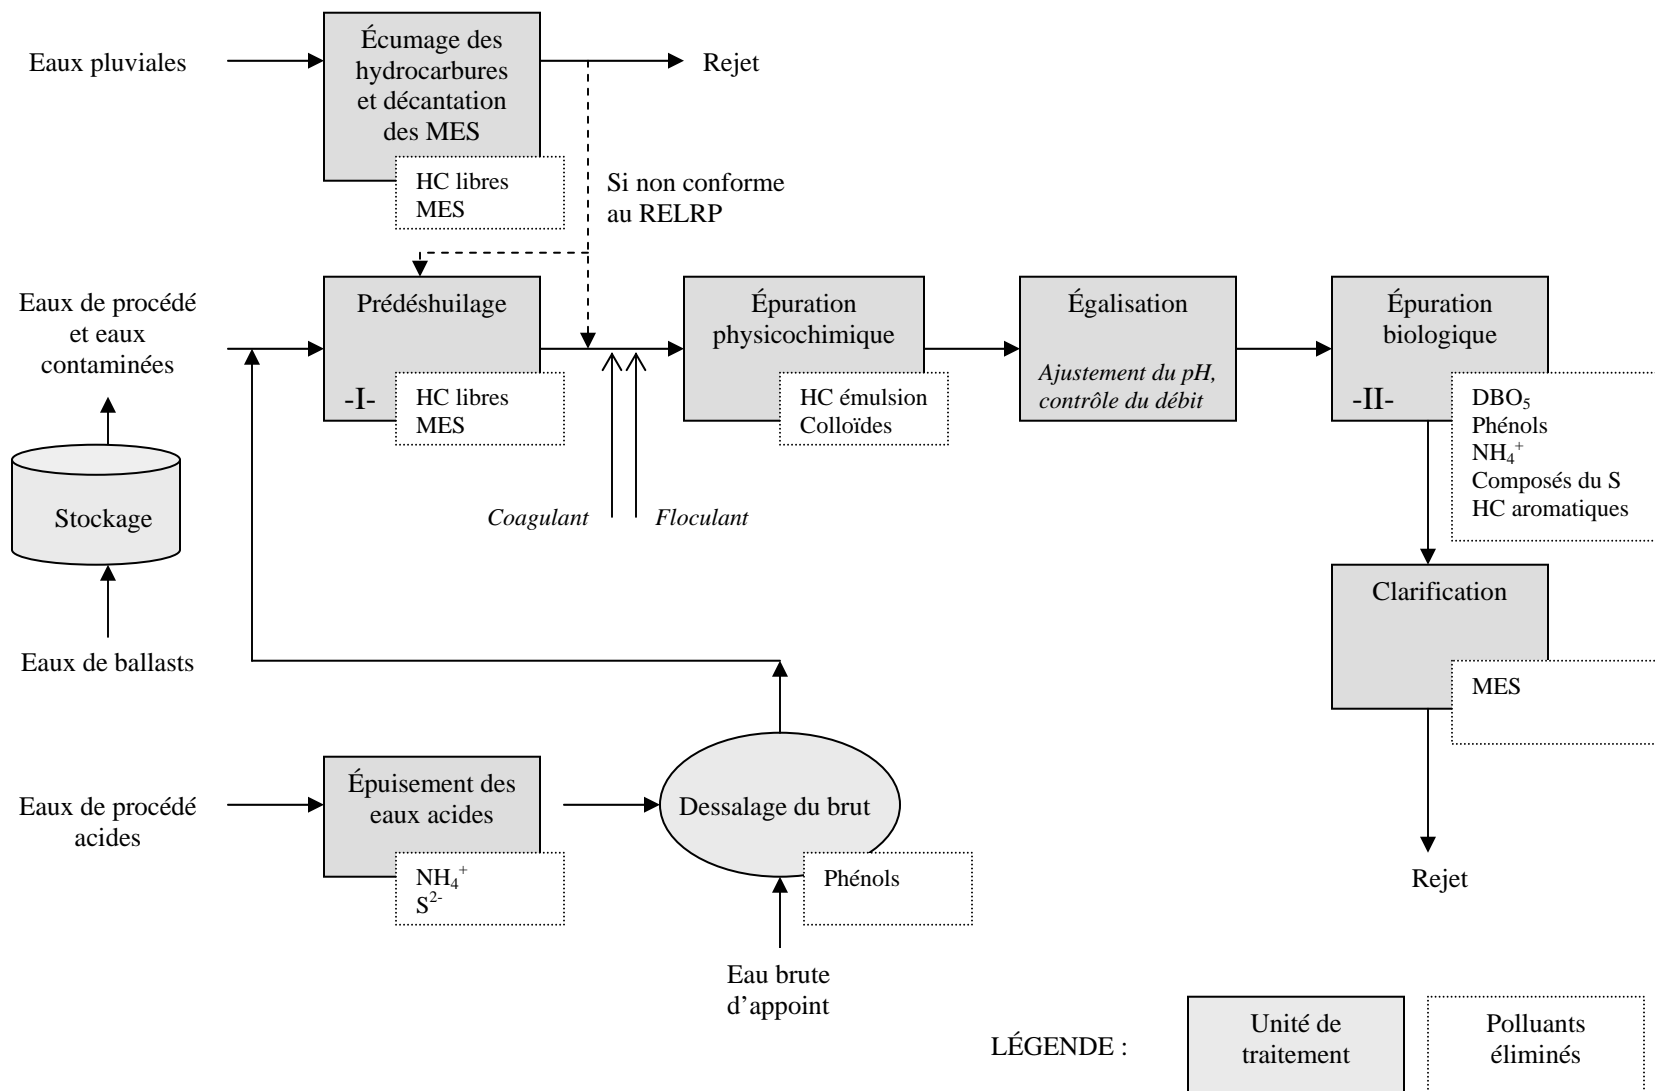 Eaux pluviales
Écumage des
hydrocarbures
et décantation
des MES
HC libres
MES
Rejet
Si non conforme
au RELRP
Eaux de procédé
et eaux
contaminées
Prédéshuilage
-I-
HC libres
MES
Épuration
physicochimique
HC émulsion
Colloïdes
Égalisation
Ajustement du pH,
contrôle du débit
Épuration
biologique
-II-
DBO₅
Phénols
NH₄⁺
Composés du S
HC aromatiques
Coagulant
Floculant
Stockage
Eaux de ballasts
Clarification
MES
Rejet
Eaux de procédé
acides
Épuisement des
eaux acides
NH₄⁺
S²⁻
Dessalage du brut
Phénols
Eau brute
d’appoint
LÉGENDE :
Unité de
traitement
Polluants
éliminés